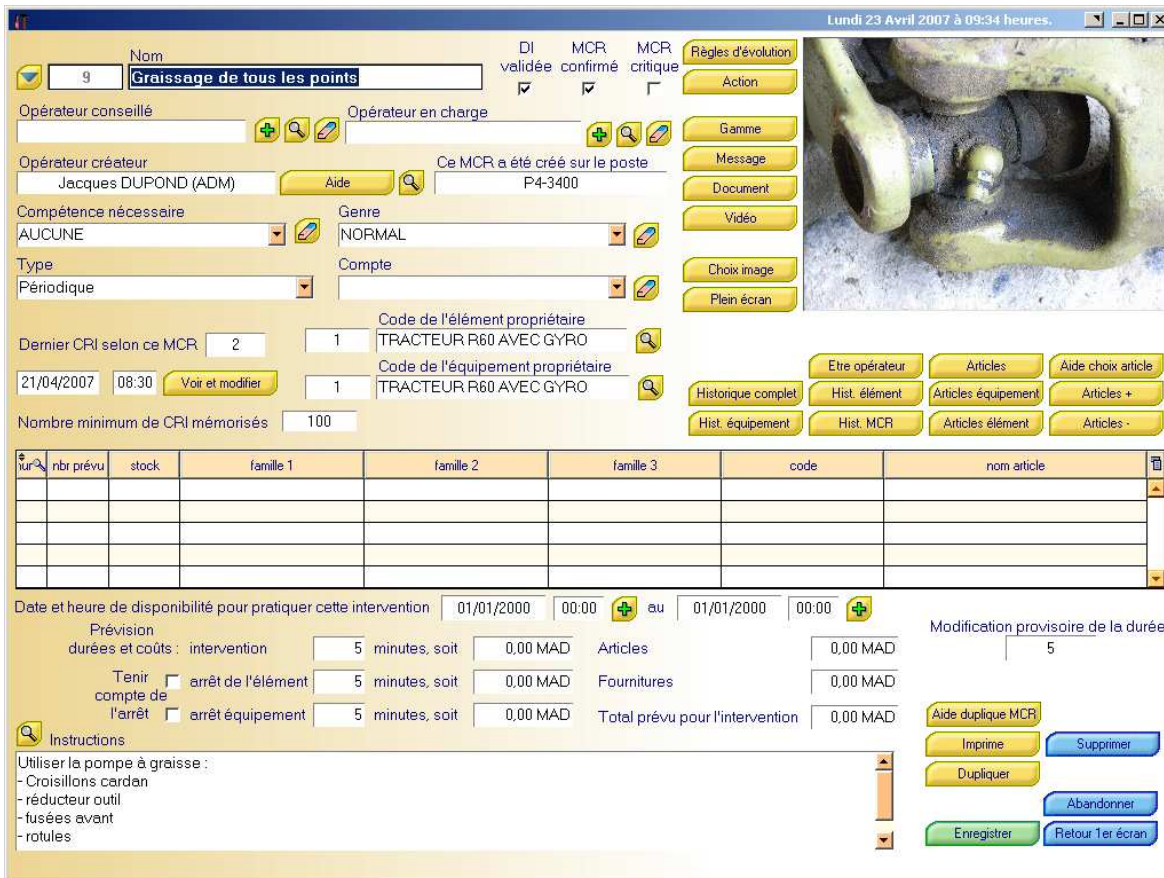 Lundi 23 Avril 2007 à 09:34 heures.
Nom
DI validée
MCR confirmé
MCR critique
9
Graissage de tous les points
Règles d'évolution
Action
Opérateur conseillé
Opérateur en charge
Gamme
Message
Document
Vidéo
Opérateur créateur
Ce MCR a été créé sur le poste
Jacques DUPOND (ADM)
Aide
P4-3400
Compétence nécessaire
Genre
AUCUNE
NORMAL
Type
Compte
Périodique
Choix image
Plein écran
Code de l'élément propriétaire
Dernier CRI selon ce MCR
2
1
TRACTEUR R60 AVEC GYRO
Code de l'équipement propriétaire
21/04/2007
08:30
Voir et modifier
1
TRACTEUR R60 AVEC GYRO
Nombre minimum de CRI mémorisés
100
Etre opérateur
Articles
Aide choix article
Historique complet
Hist. élément
Articles équipement
Articles +
Hist. équipement
Hist. MCR
Articles élément
Articles -
nbr prévu
stock
famille 1
famille 2
famille 3
code
nom article
Date et heure de disponibilité pour pratiquer cette intervention
01/01/2000
00:00
au
01/01/2000
00:00
Prévision
durées et coûts :
intervention
5
minutes, soit
0,00 MAD
Articles
0,00 MAD
Modification provisoire de la durée
5
Tenir
compte de
l'arrêt
arrêt de l'élément
5
minutes, soit
0,00 MAD
Fournitures
0,00 MAD
arrêt équipement
5
minutes, soit
0,00 MAD
Total prévu pour l'intervention
0,00 MAD
Instructions
Utiliser la pompe à graisse :
- Croisillons cardan
- réducteur outil
- fusées avant
- rotules
Aide duplique MCR
Imprime
Supprimer
Dupliquer
Abandonner
Enregistrer
Retour 1er écran